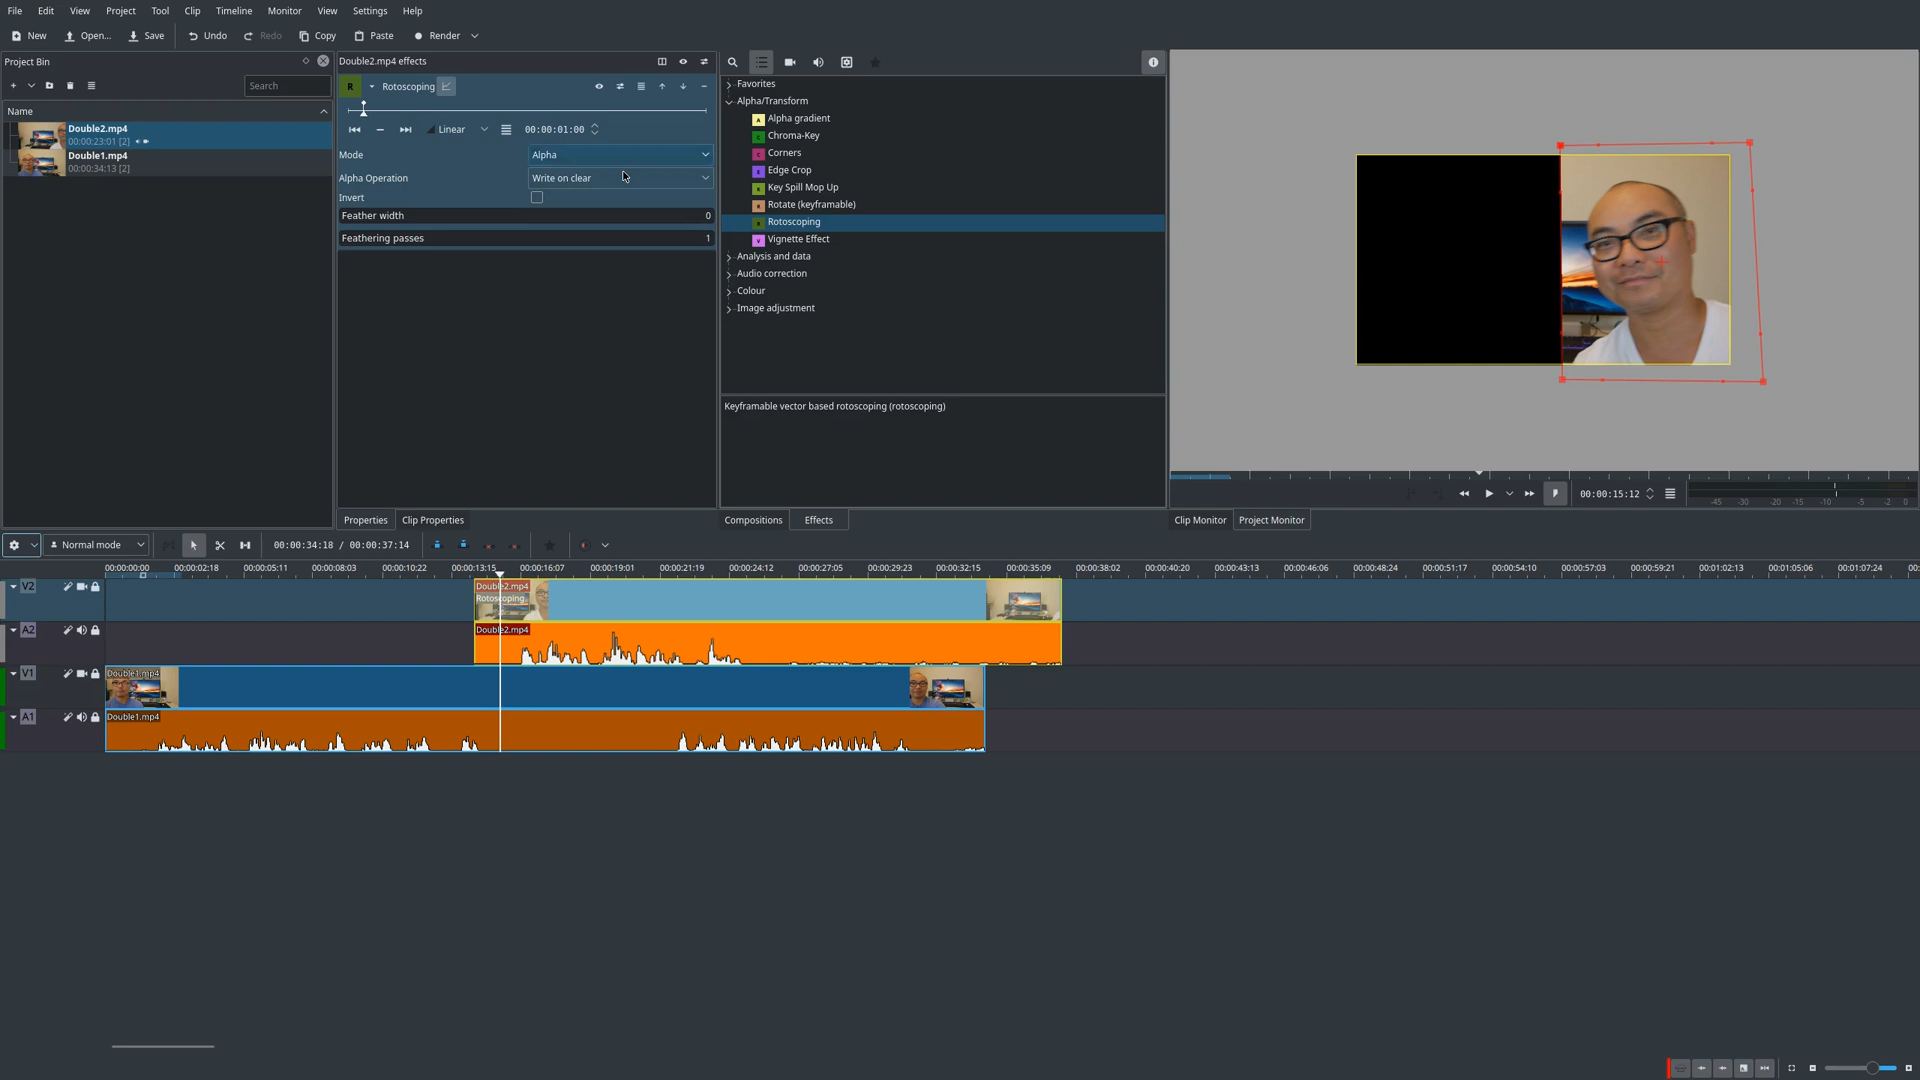 File Edit View Project Tool Clip Timeline Monitor View Settings Help
New Open... Save Undo Redo Copy Paste Render
Project Bin
Search
Name
Double2.mp4
00:00:23:01 [2]
Double1.mp4
00:00:34:13 [2]
Double2.mp4 effects
R Rotoscoping
Linear 00:00:01:00
Mode Alpha
Alpha Operation Write on clear
Invert
Feather width 0
Feathering passes 1
Properties Clip Properties
Favorites
Alpha/Transform
Alpha gradient
Chroma-Key
Corners
Edge Crop
Key Spill Mop Up
Rotate (keyframable)
Rotoscoping
Vignette Effect
Analysis and data
Audio correction
Colour
Image adjustment
Keyframable vector based rotoscoping (rotoscoping)
Compositions Effects
00:00:15:12
-45 -30 -20 -15 -10 -5 0
Clip Monitor Project Monitor
Normal mode 00:00:34:18 / 00:00:37:14
00:00:00:00 00:00:02:18 00:00:05:11 00:00:08:03 00:00:10:22 00:00:13:15 00:00:16:07 00:00:19:01 00:00:21:19 00:00:24:12 00:00:27:05 00:00:29:23 00:00:32:15 00:00:35:09 00:00:38:02 00:00:40:20 00:00:43:13 00:00:46:06 00:00:48:24 00:00:51:17 00:00:54:10 00:00:57:03 00:00:59:21 00:01:02:13 00:01:05:06 00:01:07:24 00:
V2 Double2.mp4
Rotoscoping
A2 Double2.mp4
V1 Double1.mp4
A1 Double1.mp4